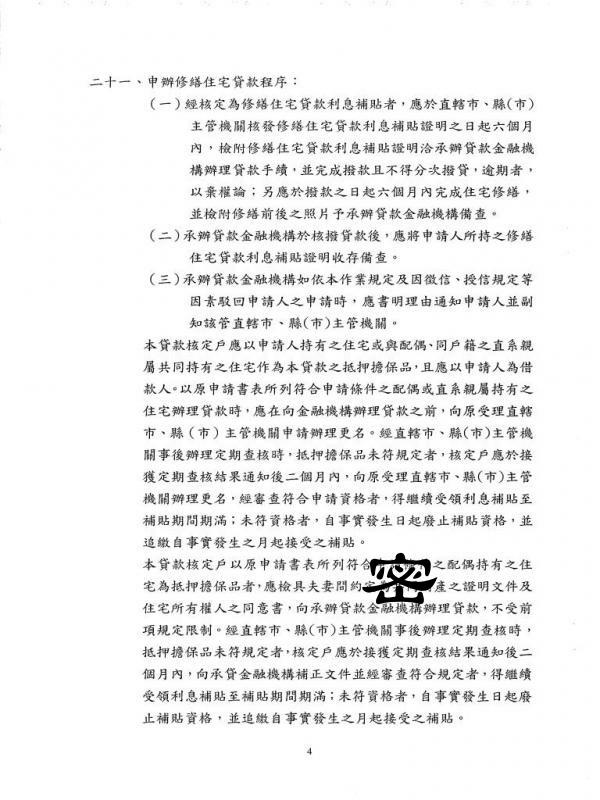 二十一、申辦修繕住宅貸款程序：
(一)經核定為修繕住宅貸款利息補貼者，應於直轄市、縣(市)
主管機關核發修繕住宅貸款利息補貼證明之日起六個月
內，檢附修繕住宅貸款利息補貼證明洽承辦貸款金融機
構辦理貸款手續，並完成撥款且不得分次撥貸，逾期者，
以棄權論；另應於撥款之日起六個月內完成住宅修繕，
並檢附修繕前後之照片予承辦貸款金融機構備查。
(二)承辦貸款金融機構於核撥貸款後，應將申請人所持之修繕
住宅貸款利息補貼證明收存備查。
(三)承辦貸款金融機構如依本作業規定及因徵信、授信規定等
因素駁回申請人之申請時，應書明理由通知申請人並副
知該管直轄市、縣(市)主管機關。
本貸款核定戶應以申請人持有之住宅或與配偶、同戶籍之直系親
屬共同持有之住宅作為本貸款之抵押擔保品，且應以申請人為借
款人。以原申請書表所列符合申請條件之配偶或直系親屬持有之
住宅辦理貸款時，應在向金融機構辦理貸款之前，向原受理直轄
市、縣（市）主管機關申請辦理更名。經直轄市、縣(市)主管機
關事後辦理定期查核時，抵押擔保品未符規定者，核定戶應於接
獲定期查核結果通知後二個月內，向原受理直轄市、縣(市)主管
機關辦理更名，經審查符合申請資格者，得繼續受領利息補貼至
補貼期間期滿；未符資格者，自事實發生日起廢止補貼資格，並
追繳自事實發生之月起接受之補貼。
本貸款核定戶以原申請書表所列符合 密 之配偶持有之住
宅為抵押擔保品者，應檢具夫妻間約定 產之證明文件及
住宅所有權人之同意書，向承辦貸款金融機構辦理貸款，不受前
項規定限制。經直轄市、縣(市)主管機關事後辦理定期查核時，
抵押擔保品未符規定者，核定戶應於接獲定期查核結果通知後二
個月內，向承貸金融機構補正文件並經審查符合規定者，得繼續
受領利息補貼至補貼期間期滿；未符資格者，自事實發生日起廢
止補貼資格，並追繳自事實發生之月起接受之補貼。
4